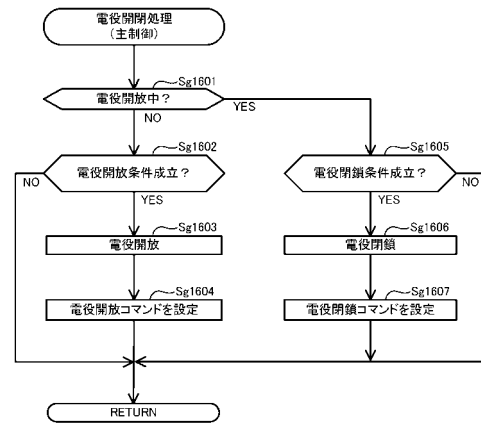 電役開閉処理
(主制御)
Sg1601
電役開放中？
YES
NO
Sg1602
電役開放条件成立？
NO
YES
Sg1605
電役閉鎖条件成立？
NO
YES
Sg1603
電役開放
Sg1606
電役閉鎖
Sg1604
電役開放コマンドを設定
Sg1607
電役閉鎖コマンドを設定
RETURN